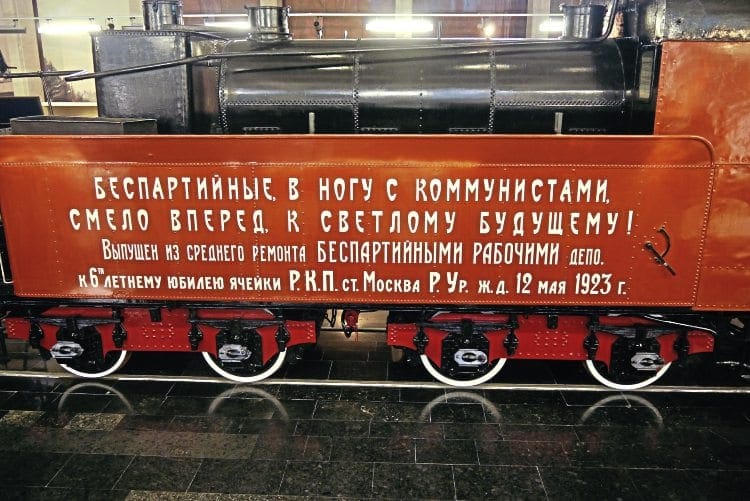 БЕСПАРТИЙНЫЕ, В НОГУ С КОММУНИСТАМИ,
СМЕЛО ВПЕРЕД, К СВЕТЛОМУ БУДУЩЕМУ!
Выпущен из среднего ремонта БЕСПАРТИЙНЫМИ РАБОЧИМИ депо.
к 6ТИ летнему юбилею ячейки Р.К.П. ст. Москва Р. Ур. ж.д. 12 мая 1923 г.